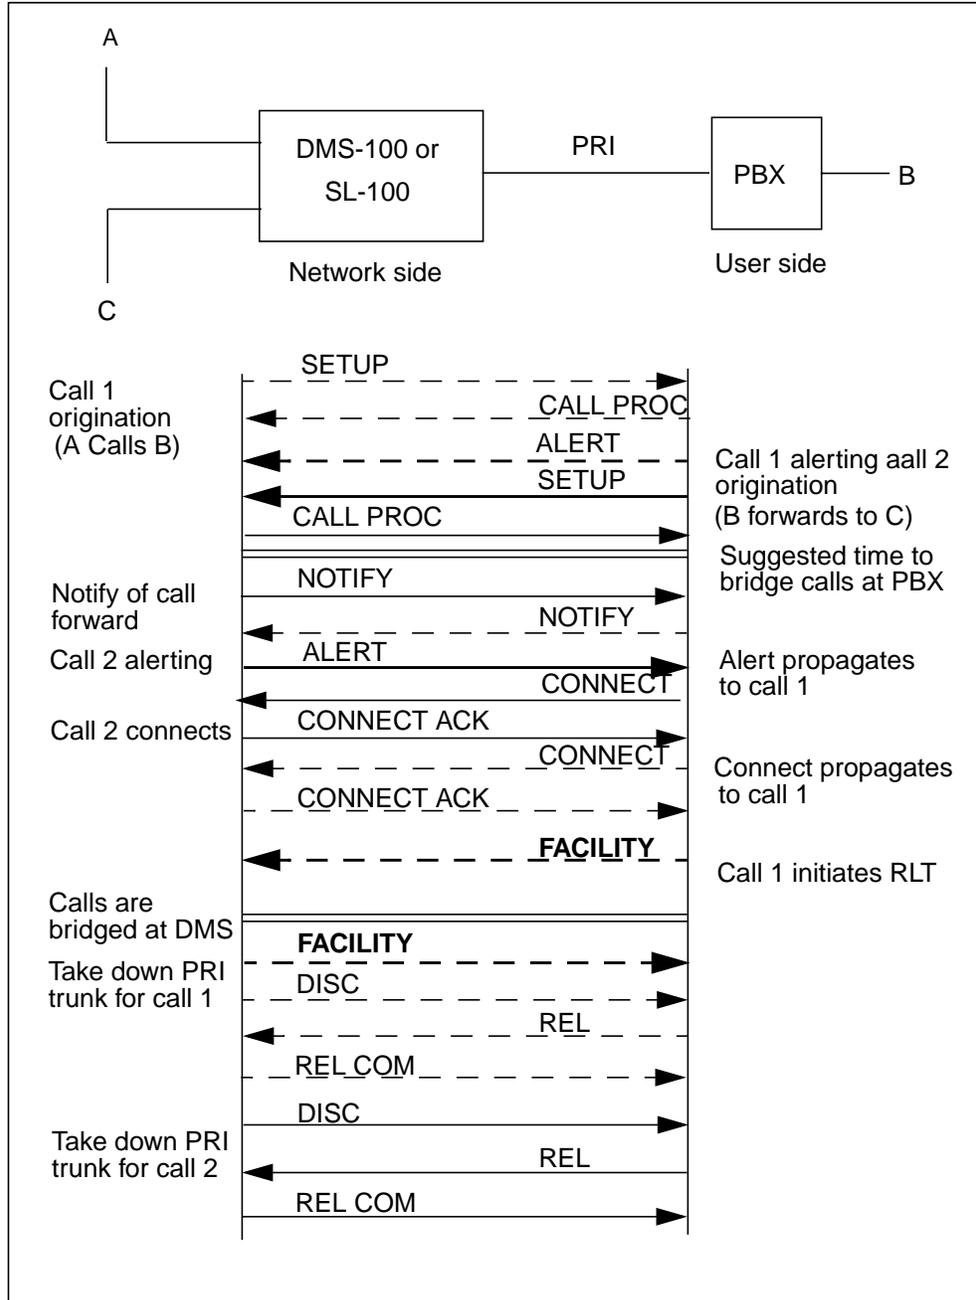 A
DMS-100 or
SL-100
PRI
PBX
B
Network side
User side
C
SETUP
Call 1
origination
(A Calls B)
CALL PROC
ALERT
Call 1 alerting aall 2
origination
(B forwards to C)
SETUP
CALL PROC
Suggested time to
bridge calls at PBX
NOTIFY
Notify of call
forward
NOTIFY
Call 2 alerting
ALERT
Alert propagates
to call 1
CONNECT
Call 2 connects
CONNECT ACK
CONNECT
Connect propagates
to call 1
CONNECT ACK
FACILITY
Call 1 initiates RLT
Calls are
bridged at DMS
FACILITY
Take down PRI
trunk for call 1
DISC
REL
REL COM
DISC
Take down PRI
trunk for call 2
REL
REL COM